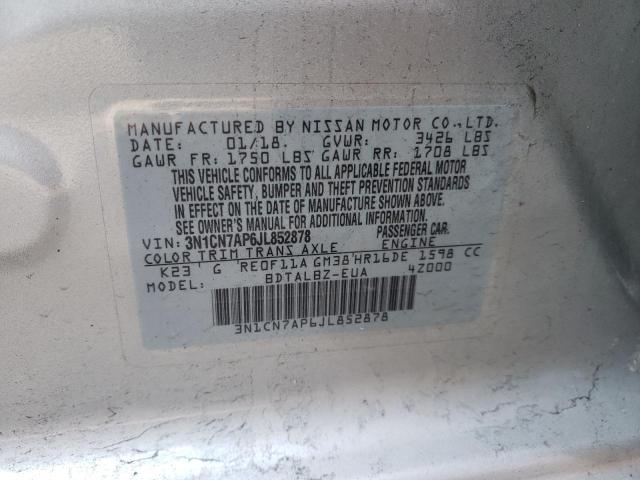 MANUFACTURED BY NISSAN MOTOR CO.,LTD.
DATE: 01/18. GVWR: 3426 LBS
GAWR FR: 1750 LBS GAWR RR: 1708 LBS
THIS VEHICLE CONFORMS TO ALL APPLICABLE FEDERAL MOTOR
VEHICLE SAFETY, BUMPER AND THEFT PREVENTION STANDARDS
IN EFFECT ON THE DATE OF MANUFACTURE SHOWN ABOVE.
SEE OWNER'S MANUAL FOR ADDITIONAL INFORMATION.
VIN: 3N1CN7AP6JL852878 PASSENGER CAR.
COLOR TRIM TRANS AXLE ENGINE
K23 G RE0F11A GM38 HR16DE 1598 CC
MODEL: BDTALBZ-EUA 4Z000
3N1CN7AP6JL852878